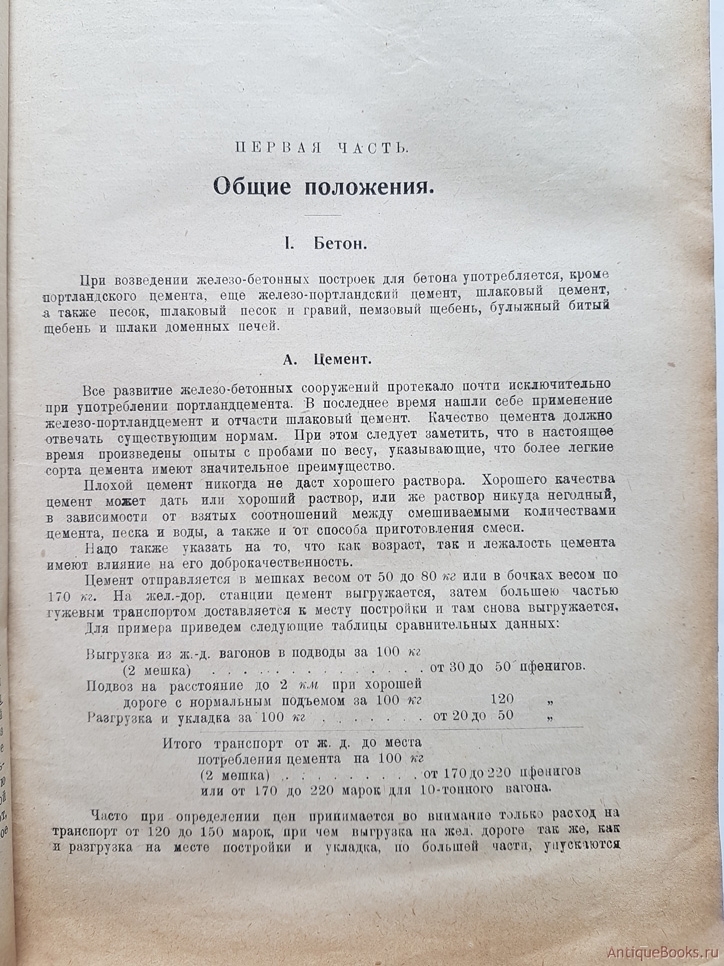 ПЕРВАЯ ЧАСТЬ.
Общие положения.
I. Бетон.
При возведении железо-бетонных построек для бетона употребляется, кроме
портландского цемента, еще железо-портландский цемент, шлаковый цемент,
а также песок, шлаковый песок и гравий, пемзовый щебень, булыжный битый
щебень и шлаки доменных печей.
А. Цемент.
Все развитие железо-бетонных сооружений протекало почти исключительно
при употреблении портландцемента. В последнее время нашли себе применение
железо-портландцемент и отчасти шлаковый цемент. Качество цемента должно
отвечать существующим нормам. При этом следует заметить, что в настоящее
время произведены опыты с пробами по весу, указывающие, что более легкие
сорта цемента имеют значительное преимущество.
Плохой цемент никогда не даст хорошего раствора. Хорошего качества
цемент может дать или хороший раствор, или же раствор никуда негодный,
в зависимости от взятых соотношений между смешиваемыми количествами
цемента, песка и воды, а также и от способа приготовления смеси.
Надо также указать на то, что как возраст, так и лежалость цемента
имеют влияние на его доброкачественность.
Цемент отправляется в мешках весом от 50 до 80 кг или в бочках весом по
170 кг. На жел.-дор. станции цемент выгружается, затем большею частью
гужевым транспортом доставляется к месту постройки и там снова выгружается.
Для примера приведем следующие таблицы сравнительных данных:
Выгрузка из ж.-д. вагонов в подводы за 100 кг
(2 мешка) . . . . . . . . . . . . . от 30 до 50 пфенигов.
Подвоз на расстояние до 2 км при хорошей
дороге с нормальным подъемом за 100 кг 120 „
Разгрузка и укладка за 100 кг . . . . . . . от 20 до 50 „
Итого транспорт от ж. д. до места
потребления цемента на 100 кг
(2 мешка) . . . . . . . . . от 170 до 220 пфенигов
или от 170 до 220 марок для 10-тонного вагона.
Часто при определении цен принимается во внимание только расход на
транспорт от 120 до 150 марок, при чем выгрузка на жел. дороге так же, как
и разгрузка на месте постройки и укладка, по большей части, упускаются
AntiqueBooks.ru